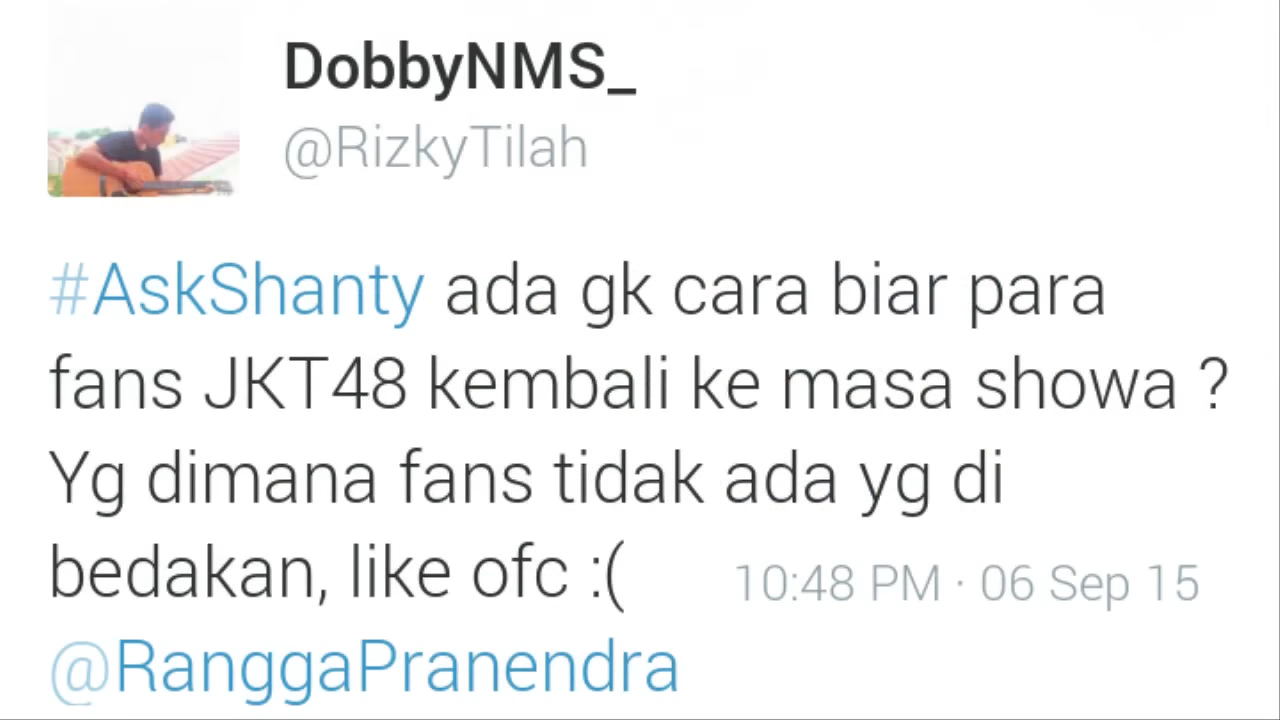 DobbyNMS_
@RizkyTilah
#AskShanty ada gk cara biar para
fans JKT48 kembali ke masa showa ?
Yg dimana fans tidak ada yg di
bedakan, like ofc :(
10:48 PM · 06 Sep 15
@RanggaPranendra